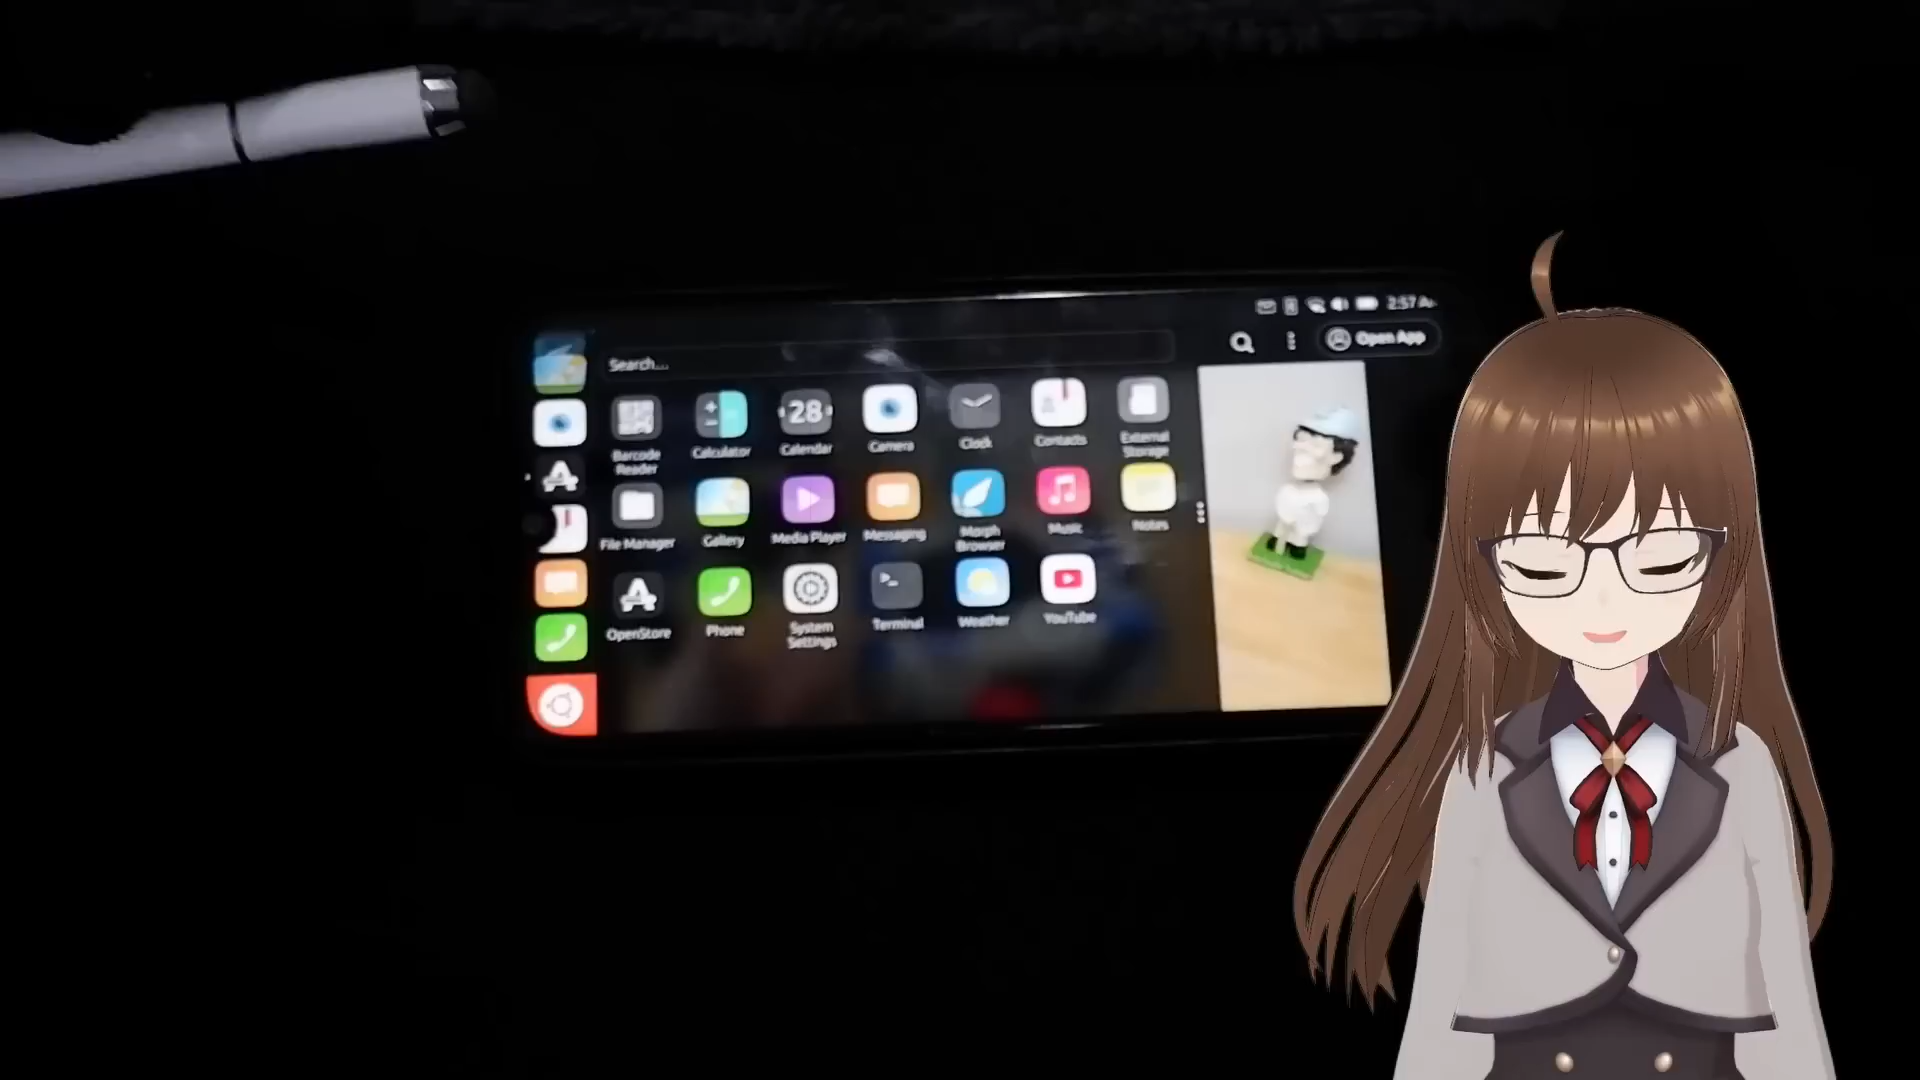 2:57 A
Search...
Open App
28
Barcode Reader
Calculator
Calendar
Camera
Clock
Contacts
External Storage
File Manager
Gallery
Media Player
Messaging
Morph Browser
Music
Notes
OpenStore
Phone
System Settings
Terminal
Weather
YouTube